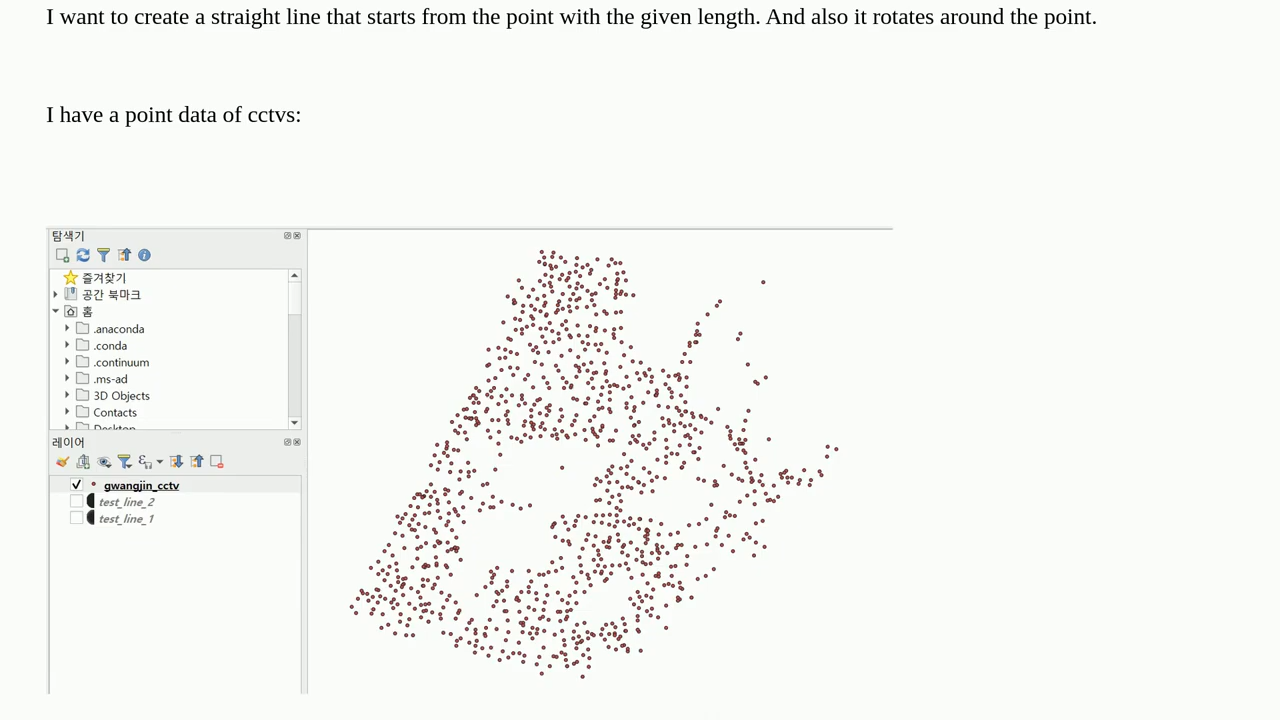 I want to create a straight line that starts from the point with the given length. And also it rotates around the point.
I have a point data of cctvs:
탐색기
즐겨찾기
공간 북마크
홈
.anaconda
.conda
.continuum
.ms-ad
3D Objects
Contacts
Desktop
레이어
gwangjin_cctv
test_line_2
test_line_1